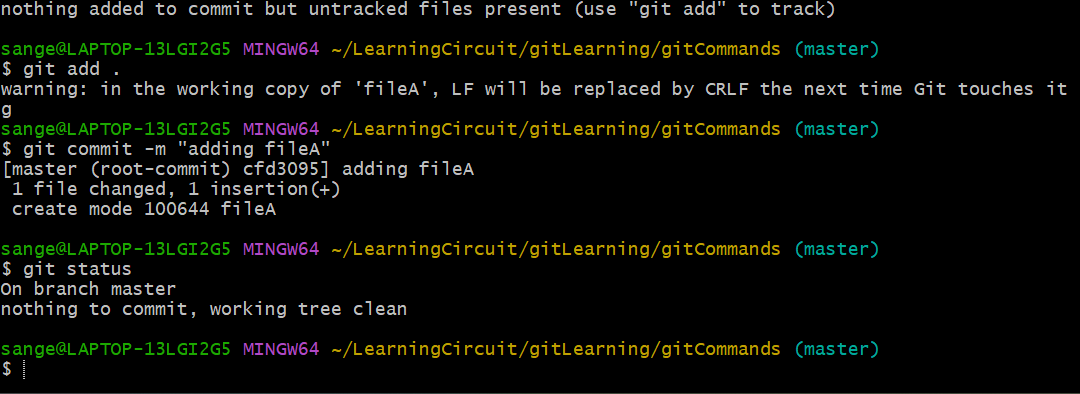 nothing added to commit but untracked files present (use "git add" to track)
sange@LAPTOP-13LGI2G5 MINGW64 ~/LearningCircuit/gitLearning/gitCommands (master)
$ git add .
warning: in the working copy of 'fileA', LF will be replaced by CRLF the next time Git touches it
g
sange@LAPTOP-13LGI2G5 MINGW64 ~/LearningCircuit/gitLearning/gitCommands (master)
$ git commit -m "adding fileA"
[master (root-commit) cfd3095] adding fileA
 1 file changed, 1 insertion(+)
 create mode 100644 fileA
sange@LAPTOP-13LGI2G5 MINGW64 ~/LearningCircuit/gitLearning/gitCommands (master)
$ git status
On branch master
nothing to commit, working tree clean
sange@LAPTOP-13LGI2G5 MINGW64 ~/LearningCircuit/gitLearning/gitCommands (master)
$